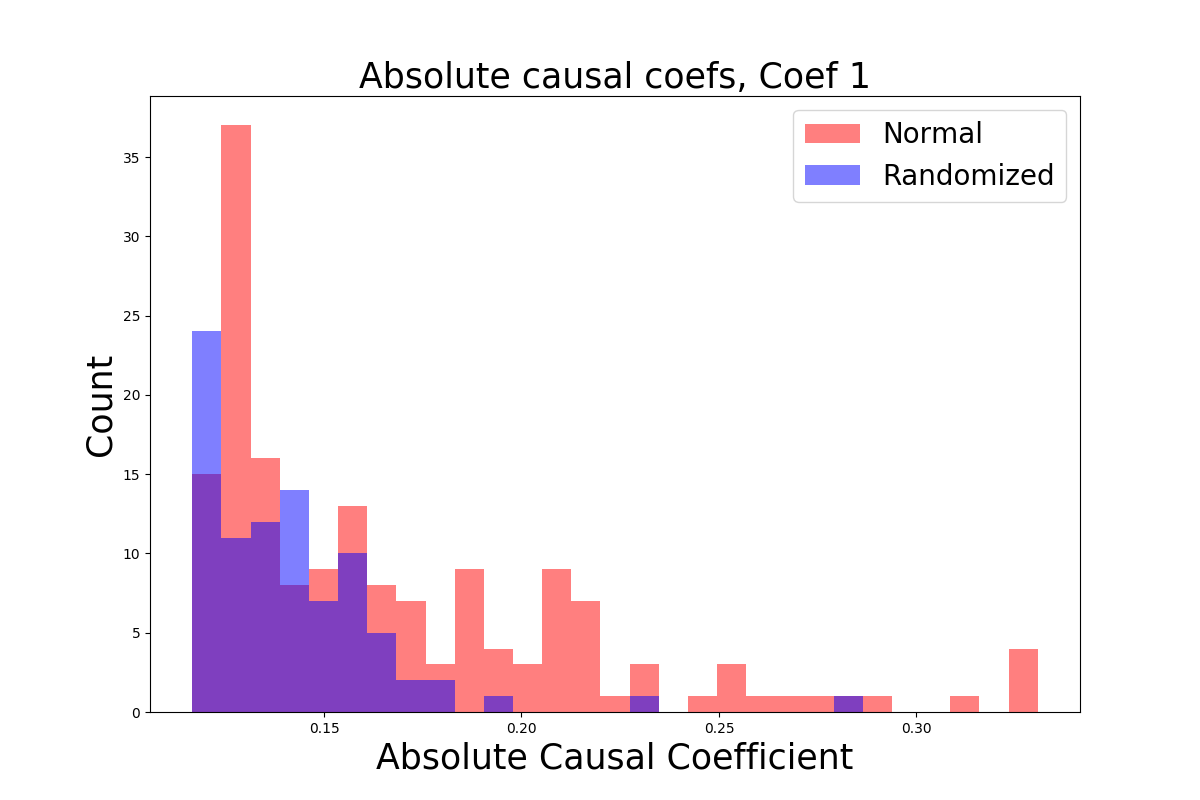 Absolute causal coefs, Coef 1
Normal
Randomized
Count
35
30
25
20
15
10
5
0
0.15
0.20
0.25
0.30
Absolute Causal Coefficient